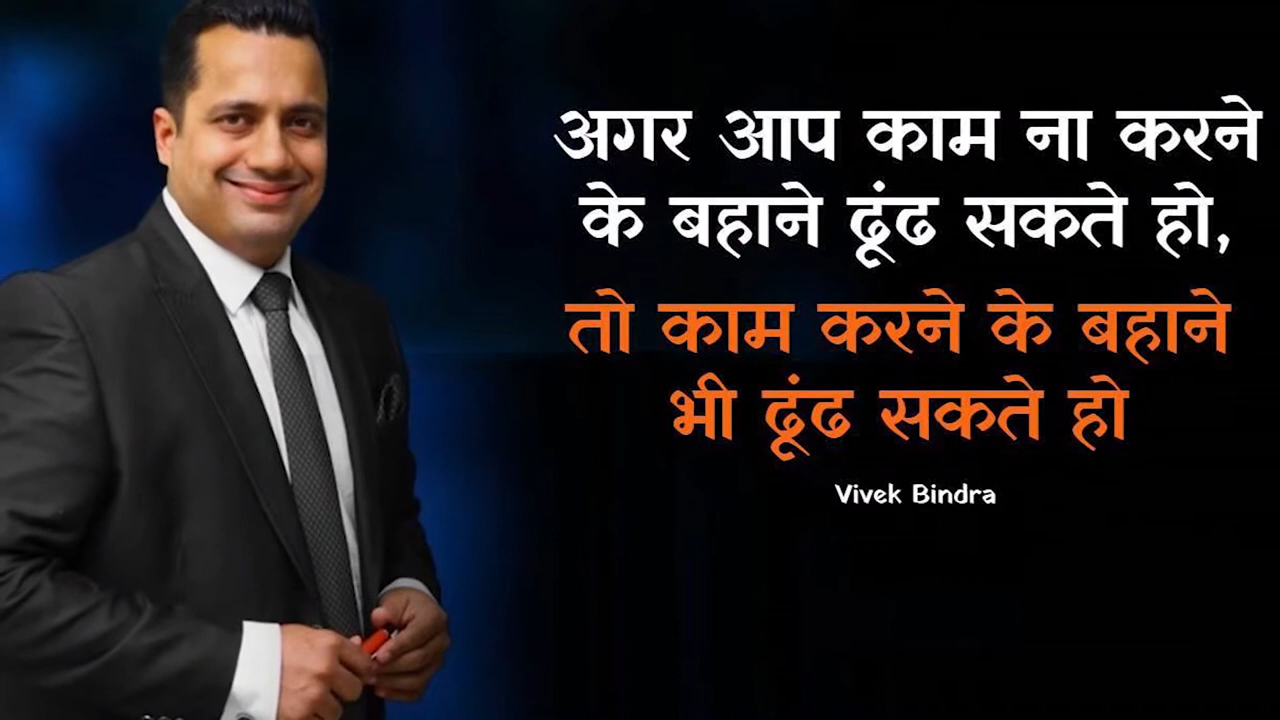 अगर आप काम ना करने
के बहाने ढूंढ सकते हो,
तो काम करने के बहाने
भी ढूंढ सकते हो
Vivek Bindra